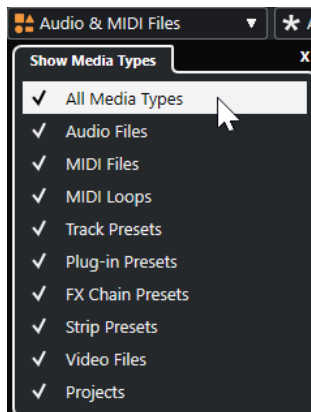 Audio & MIDI Files
Show Media Types x
All Media Types
Audio Files
MIDI Files
MIDI Loops
Track Presets
Plug-in Presets
FX Chain Presets
Strip Presets
Video Files
Projects